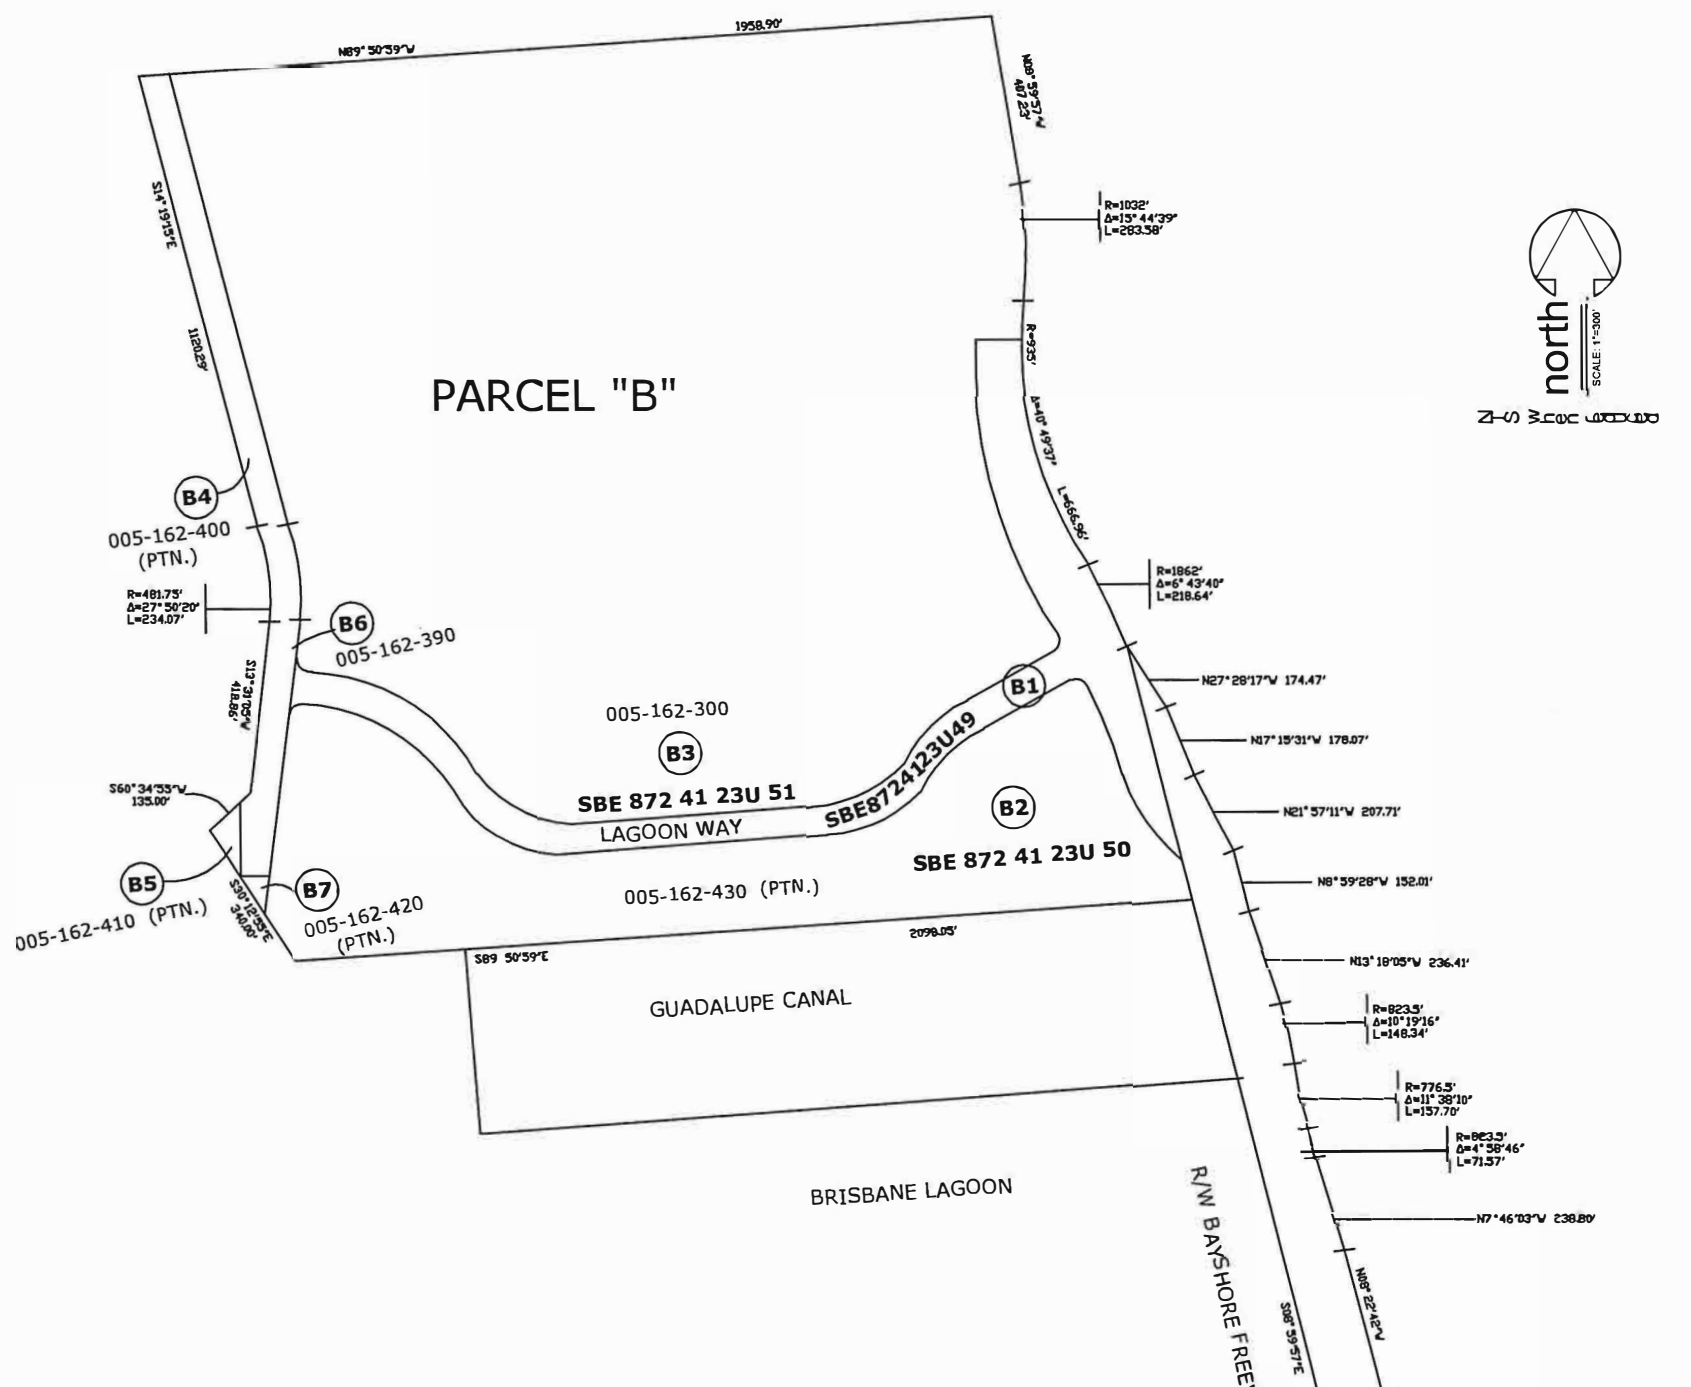 1958.90'
N89°50'59"W
N08°59'57"W
407.23'
S14°19'15"E
R=1032'
Δ=15°44'39"
L=283.58'
north
SCALE: 1"=300'
1120.29'
R=935'
PARCEL "B"
Δ=40°49'37"
B4
L=666.96'
005-162-400
(PTN.)
R=1862'
Δ=6°43'40"
L=218.64'
R=481.75'
Δ=27°50'20"
L=234.07'
B6
005-162-390
S13°31'05"W
418.86'
N27°28'17"W 174.47'
B1
005-162-300
N17°15'31"W 178.07'
B3
SBE8724123U49
S60°34'55"W
135.00'
SBE 872 41 23U 51
LAGOON WAY
B2
N21°57'11"W 207.71'
SBE 872 41 23U 50
B5
B7
005-162-430 (PTN.)
N8°59'28"W 152.01'
S30°12'55"E
340.00'
005-162-410 (PTN.)
005-162-420
(PTN.)
2098.05'
S89 50'59"E
N13°18'05"W 236.41'
GUADALUPE CANAL
R=823.5'
Δ=10°19'16"
L=148.34'
R=776.5'
Δ=11°38'10"
L=157.70'
R=823.5'
Δ=4°58'46"
L=71.57'
BRISBANE LAGOON
R/W BAYSHORE
N7°46'03"W 238.80'
N08°22'42"W
S08°59'57"E